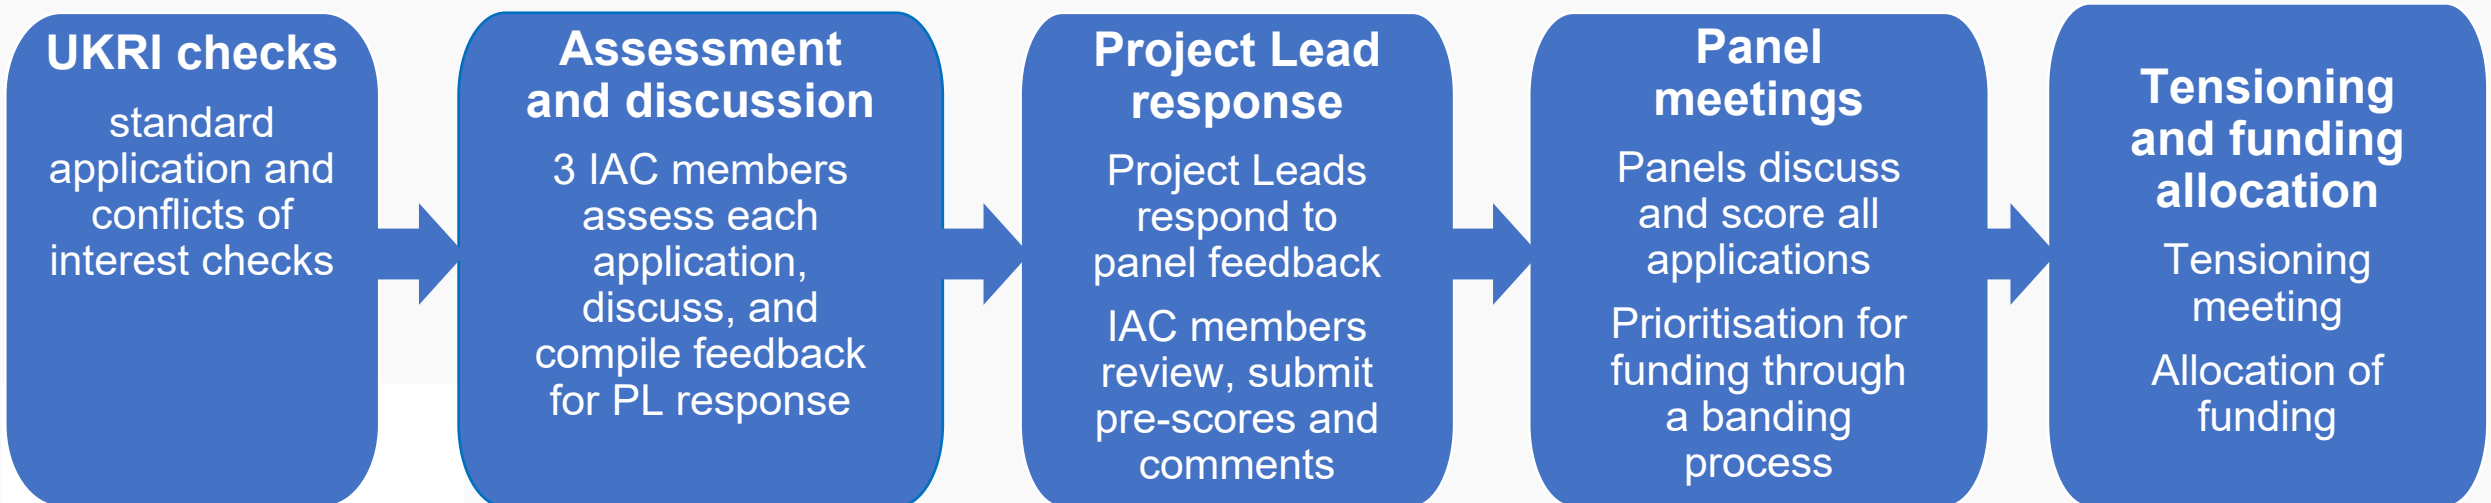 UKRI checks
standard
application and
conflicts of
interest checks
Assessment
and discussion
3 IAC members
assess each
application,
discuss, and
compile feedback
for PL response
Project Lead
response
Project Leads
respond to
panel feedback
IAC members
review, submit
pre-scores and
comments
Panel
meetings
Panels discuss
and score all
applications
Prioritisation for
funding through
a banding
process
Tensioning
and funding
allocation
Tensioning
meeting
Allocation of
funding